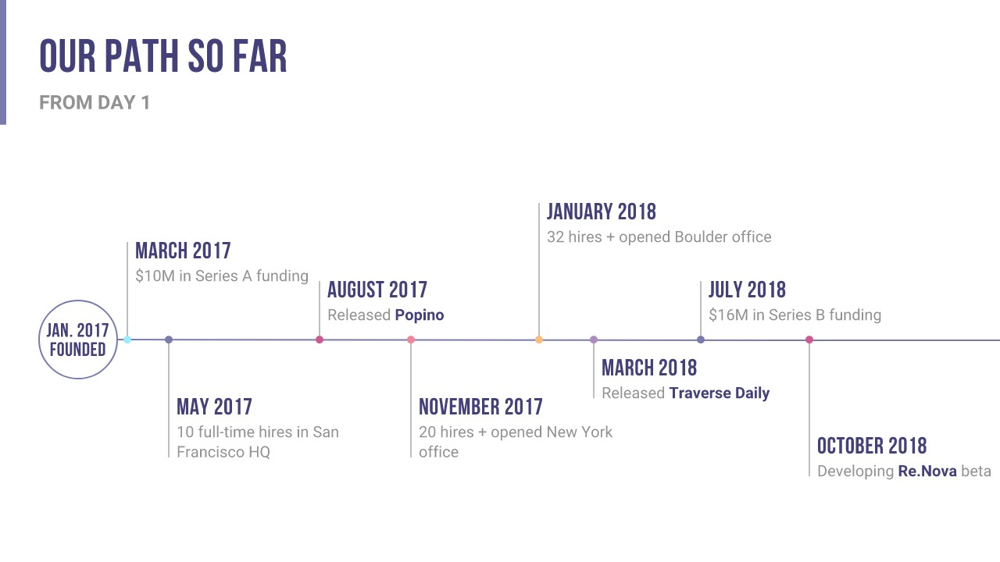 OUR PATH SO FAR
FROM DAY 1
JAN. 2017
FOUNDED
MARCH 2017
$10M in Series A funding
MAY 2017
10 full-time hires in San
Francisco HQ
AUGUST 2017
Released Popino
NOVEMBER 2017
20 hires + opened New York
office
JANUARY 2018
32 hires + opened Boulder office
MARCH 2018
Released Traverse Daily
JULY 2018
$16M in Series B funding
OCTOBER 2018
Developing Re.Nova beta